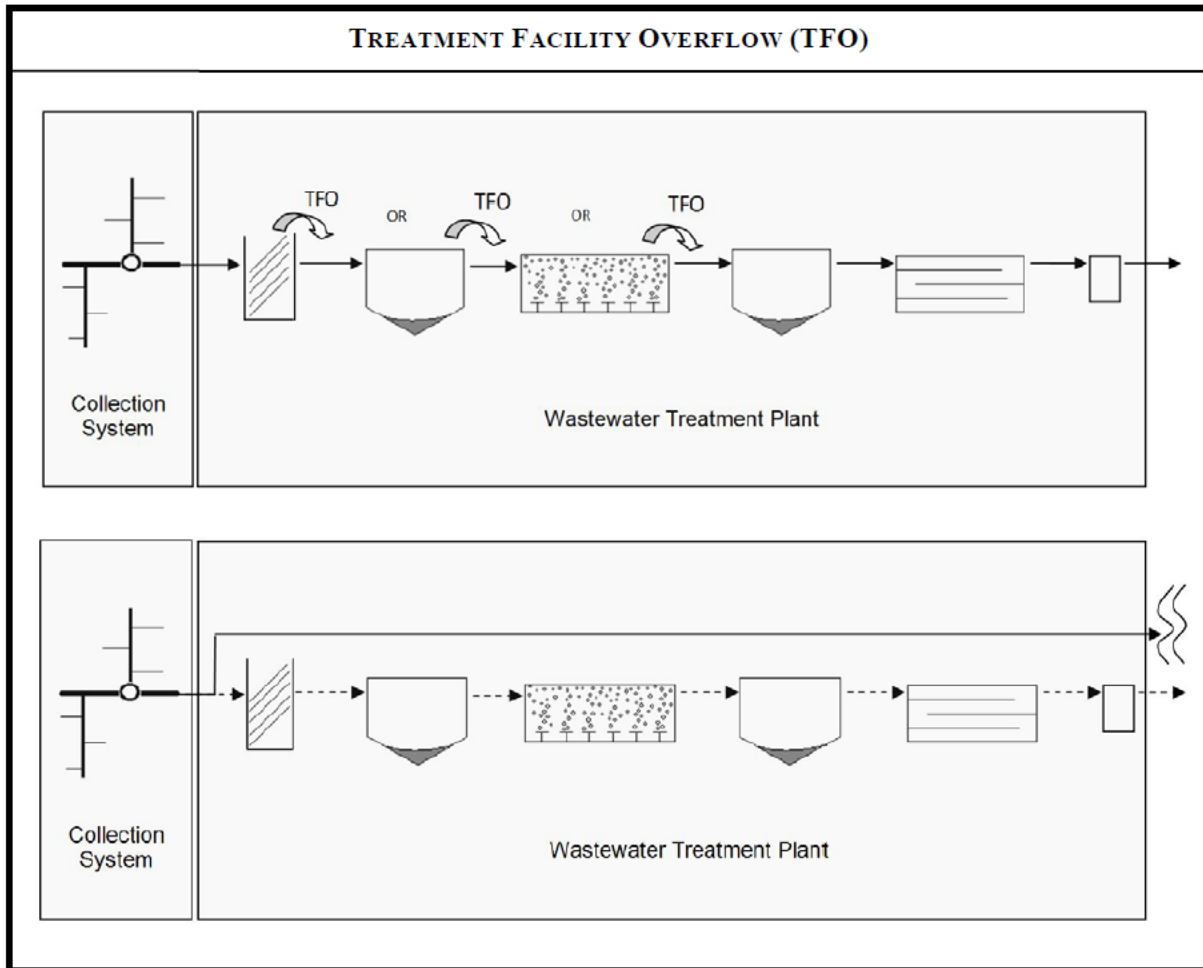 TREATMENT FACILITY OVERFLOW (TFO)
TFO
OR
TFO
OR
TFO
Collection
System
Wastewater Treatment Plant
Collection
System
Wastewater Treatment Plant